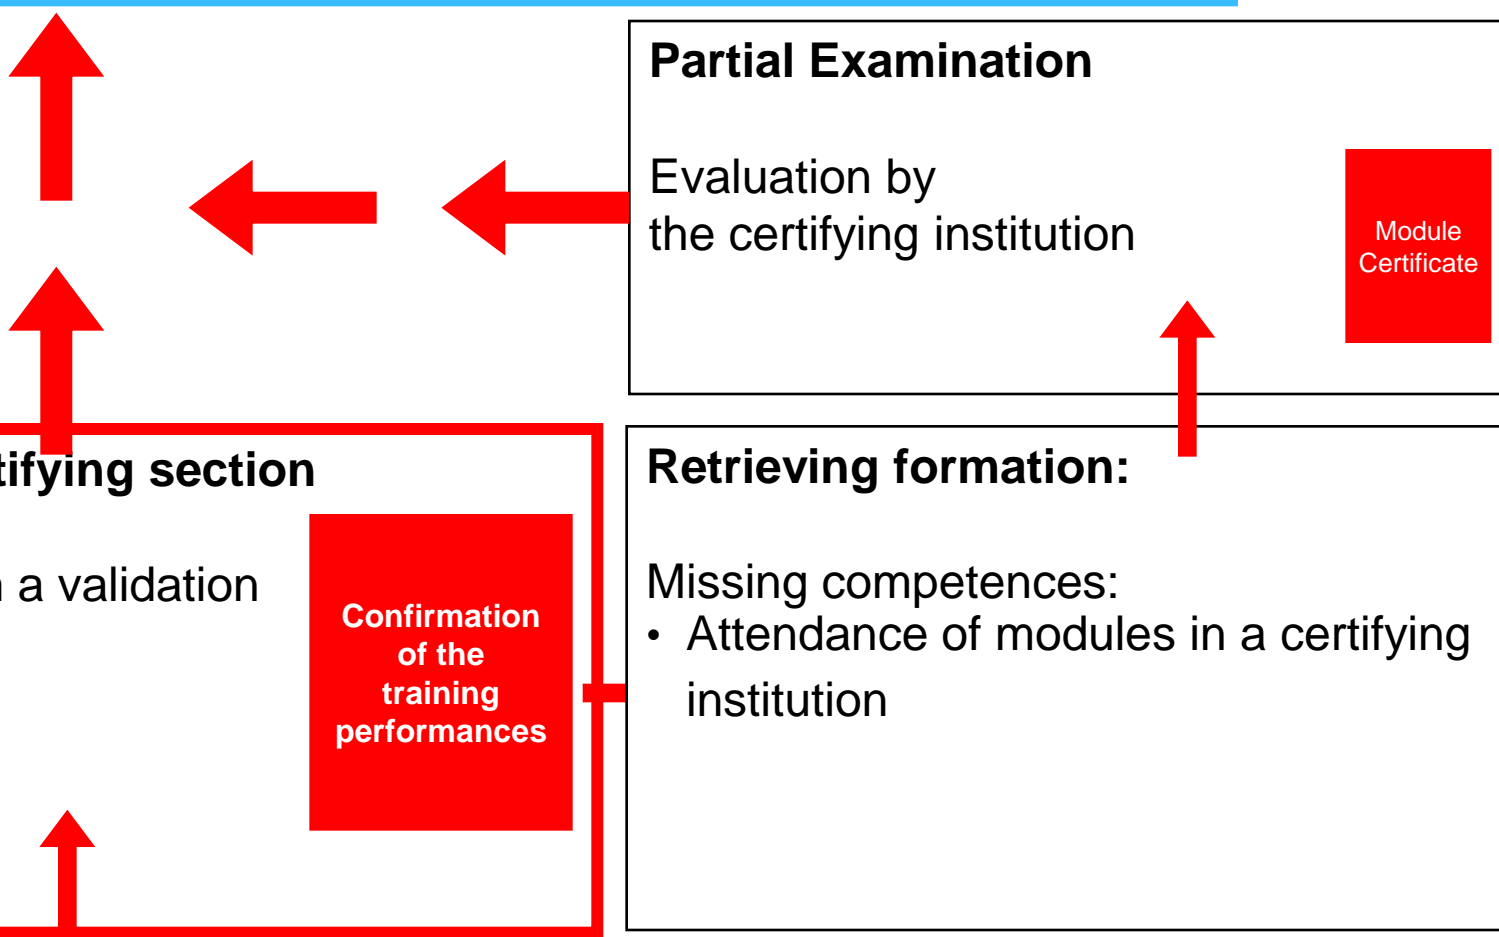 Partial Examination
Evaluation by
the certifying institution
Module
Certificate
tifying section
a validation
Confirmation
of the
training
performances
Retrieving formation:
Missing competences:
• Attendance of modules in a certifying
institution